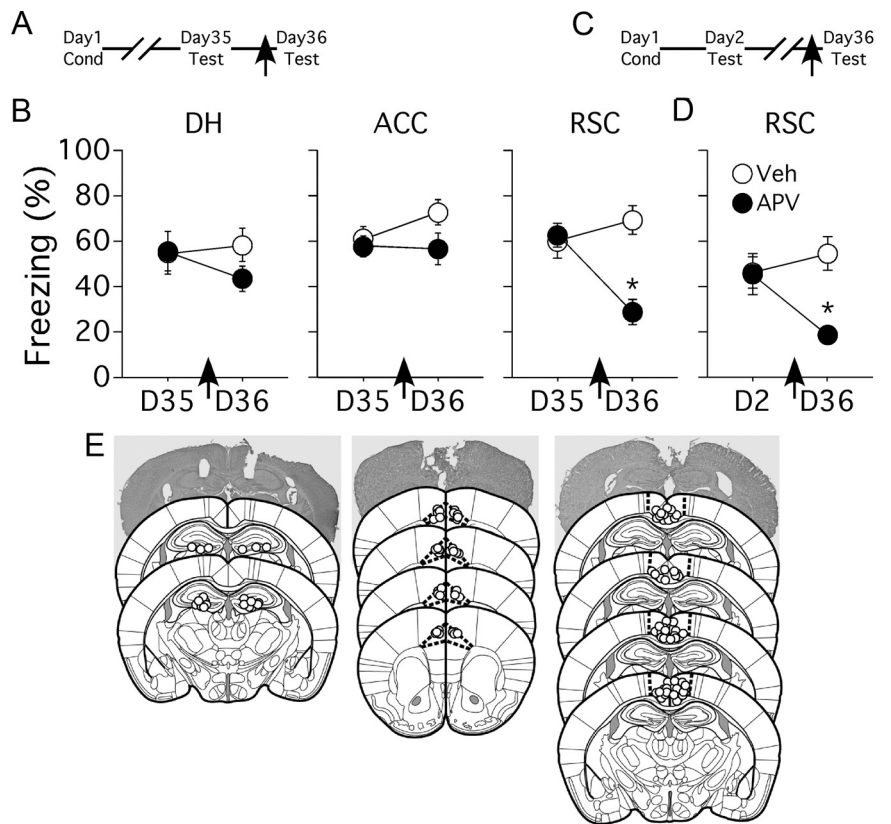 A
Day1
Cond
Day35
Test
Day36
Test
C
Day1
Cond
Day2
Test
Day36
Test
B
DH
ACC
RSC
D
RSC
Freezing (%)
100
80
60
40
20
0
Veh
APV
*
*
D35
D36
D35
D36
D35
D36
D2
D36
E